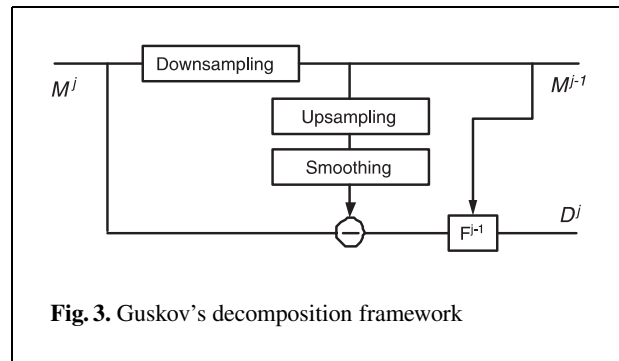 Downsampling
M^j
M^{j-1}
Upsampling
Smoothing
D^j
F^{j-1}
Fig. 3. Guskov's decomposition framework